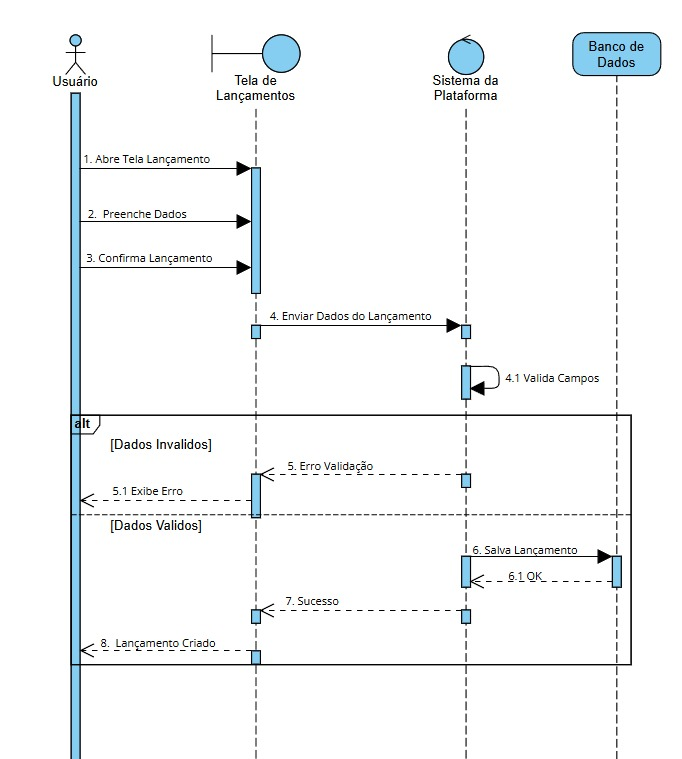 Usuário
Tela de
Lançamentos
Sistema da
Plataforma
Banco de
Dados
1. Abre Tela Lançamento
2. Preenche Dados
3. Confirma Lançamento
4. Enviar Dados do Lançamento
4.1 Valida Campos
alt
[Dados Invalidos]
5. Erro Validação
5.1 Exibe Erro
[Dados Validos]
6. Salva Lançamento
6.1 OK
7. Sucesso
8. Lançamento Criado